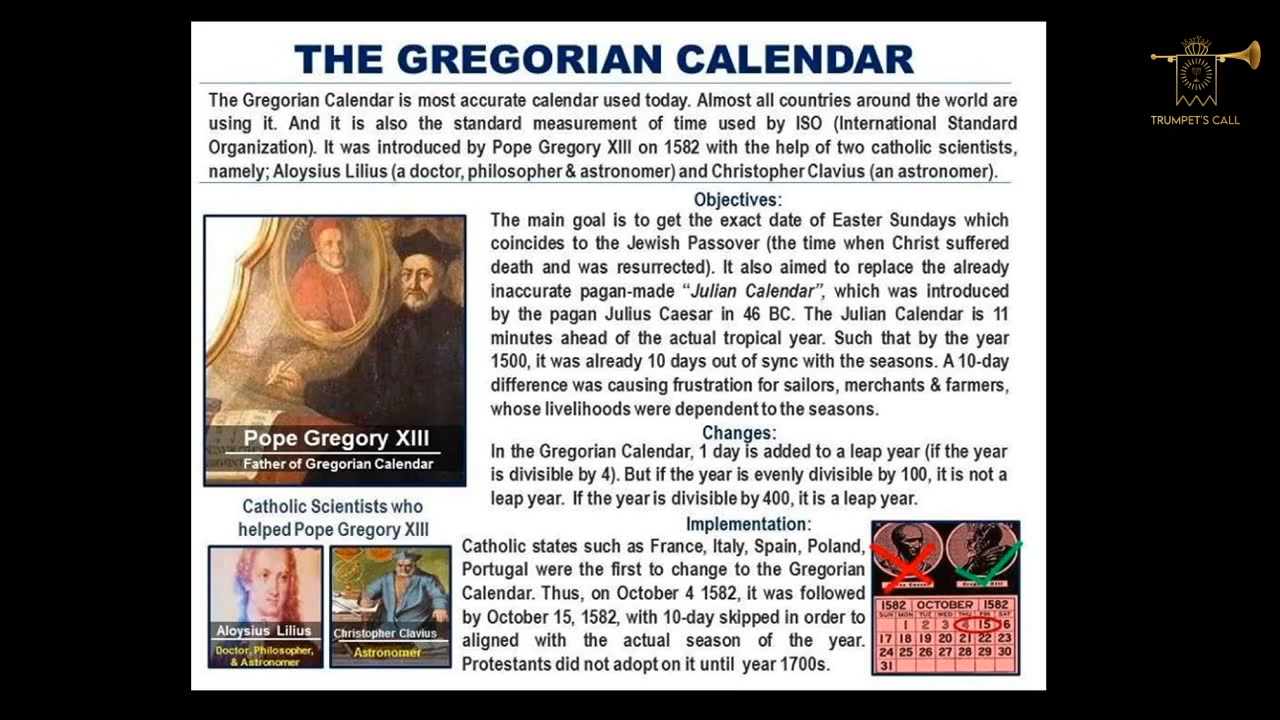 THE GREGORIAN CALENDAR
The Gregorian Calendar is most accurate calendar used today. Almost all countries around the world are
using it. And it is also the standard measurement of time used by ISO (International Standard
Organization). It was introduced by Pope Gregory XIII on 1582 with the help of two catholic scientists,
namely; Aloysius Lilius (a doctor, philosopher & astronomer) and Christopher Clavius (an astronomer).
TRUMPET'S CALL
Objectives:
The main goal is to get the exact date of Easter Sundays which
coincides to the Jewish Passover (the time when Christ suffered
death and was resurrected). It also aimed to replace the already
inaccurate pagan-made “Julian Calendar”, which was introduced
by the pagan Julius Caesar in 46 BC. The Julian Calendar is 11
minutes ahead of the actual tropical year. Such that by the year
1500, it was already 10 days out of sync with the seasons. A 10-day
difference was causing frustration for sailors, merchants & farmers,
whose livelihoods were dependent to the seasons.
Pope Gregory XIII
Father of Gregorian Calendar
Changes:
In the Gregorian Calendar, 1 day is added to a leap year (if the year
is divisible by 4). But if the year is evenly divisible by 100, it is not a
leap year. If the year is divisible by 400, it is a leap year.
Catholic Scientists who
helped Pope Gregory XIII
Aloysius Lilius
Doctor, Philosopher,
& Astronomer
Christopher Clavius
Astronomer
Implementation:
Catholic states such as France, Italy, Spain, Poland,
Portugal were the first to change to the Gregorian
Calendar. Thus, on October 4 1582, it was followed
by October 15, 1582, with 10-day skipped in order to
aligned with the actual season of the year.
Protestants did not adopt on it until year 1700s.
1582 OCTOBER 1582
SUN MON TUE WED THU FRI SAT
1 2 3 4 15 16
17 18 19 20 21 22 23
24 25 26 27 28 29 30
31